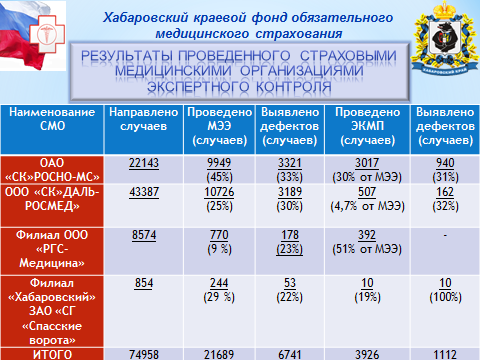 Хабаровский краевой фонд обязательного
медицинского страхования
РЕЗУЛЬТАТЫ ПРОВЕДЕННОГО СТРАХОВЫМИ
МЕДИЦИНСКИМИ ОРГАНИЗАЦИЯМИ
ЭКСПЕРТНОГО КОНТРОЛЯ
Наименование СМО
Направлено случаев
Проведено МЭЭ (случаев)
Выявлено дефектов (случаев)
Проведено ЭКМП (случаев)
Выявлено дефектов (случаев)
ОАО «СК»РОСНО-МС»
22143
9949 (45%)
3321 (33%)
3017 (30% от МЭЭ)
940 (31%)
ООО «СК»ДАЛЬ-РОСМЕД»
43387
10726 (25%)
3189 (30%)
507 (4,7% от МЭЭ)
162 (32%)
Филиал ООО «РГС-Медицина»
8574
770 (9 %)
178 (23%)
392 (51% от МЭЭ)
-
Филиал «Хабаровский» ЗАО «СГ «Спасские ворота»
854
244 (29 %)
53 (22%)
10 (19%)
10 (100%)
ИТОГО
74958
21689
6741
3926
1112